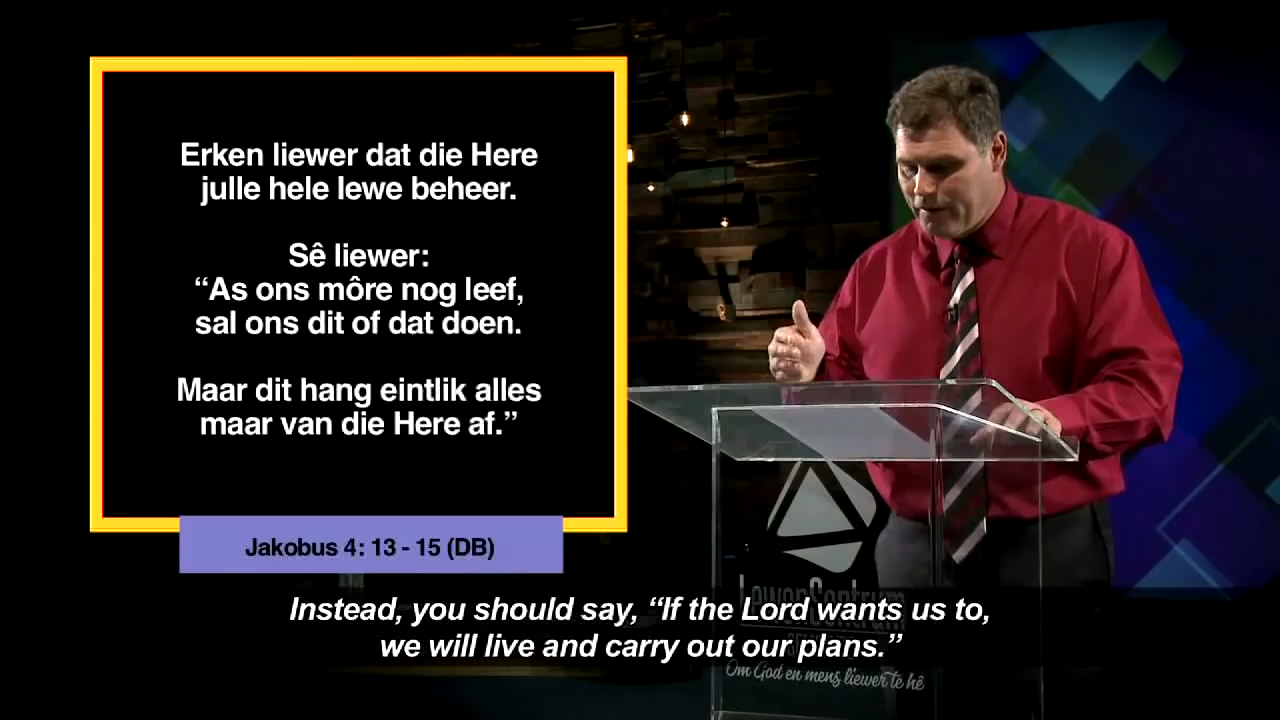 Erken liewer dat die Here
julle hele lewe beheer.
Sê liewer:
“As ons môre nog leef,
sal ons dit of dat doen.
Maar dit hang eintlik alles
maar van die Here af.”
Jakobus 4: 13 - 15 (DB)
Instead, you should say, “If the Lord wants us to,
we will live and carry out our plans.”
Om God en mens liewer te hê